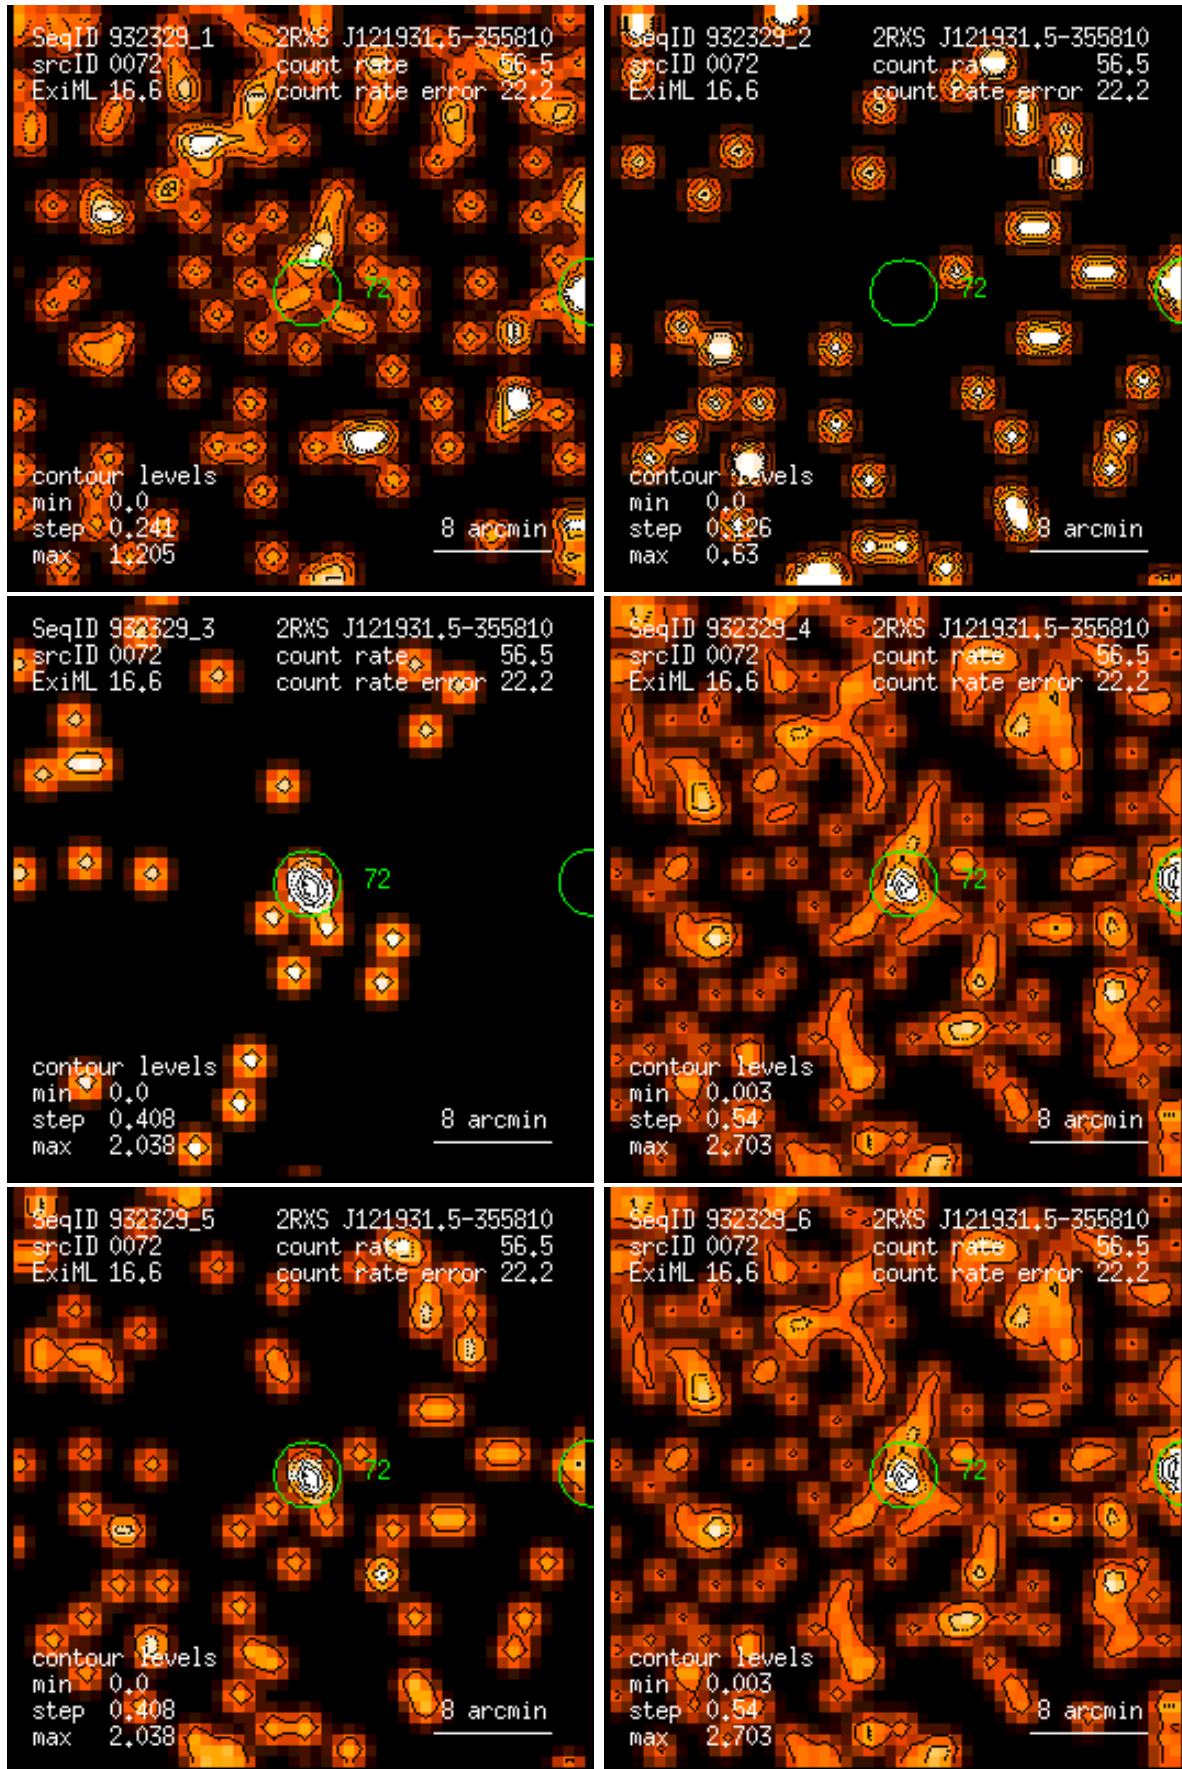 SeqID 932329_1 2RXS J121931.5-355810
srcID 0072 count rate 56.5
ExiML 16.6 count rate error 22.2
72
contour levels
min 0.0
step 0.241 8 arcmin
max 1.205
SeqID 932329_2 2RXS J121931.5-355810
srcID 0072 count rate 56.5
ExiML 16.6 count rate error 22.2
72
contour levels
min 0.0
step 0.126 8 arcmin
max 0.63
SeqID 932329_3 2RXS J121931.5-355810
srcID 0072 count rate 56.5
ExiML 16.6 count rate error 22.2
72
contour levels
min 0.0
step 0.408 8 arcmin
max 2.038
SeqID 932329_4 2RXS J121931.5-355810
srcID 0072 count rate 56.5
ExiML 16.6 count rate error 22.2
72
contour levels
min 0.003
step 0.54 8 arcmin
max 2.703
SeqID 932329_5 2RXS J121931.5-355810
srcID 0072 count rate 56.5
ExiML 16.6 count rate error 22.2
72
contour levels
min 0.0
step 0.408 8 arcmin
max 2.038
SeqID 932329_6 2RXS J121931.5-355810
srcID 0072 count rate 56.5
ExiML 16.6 count rate error 22.2
72
contour levels
min 0.003
step 0.54 8 arcmin
max 2.703